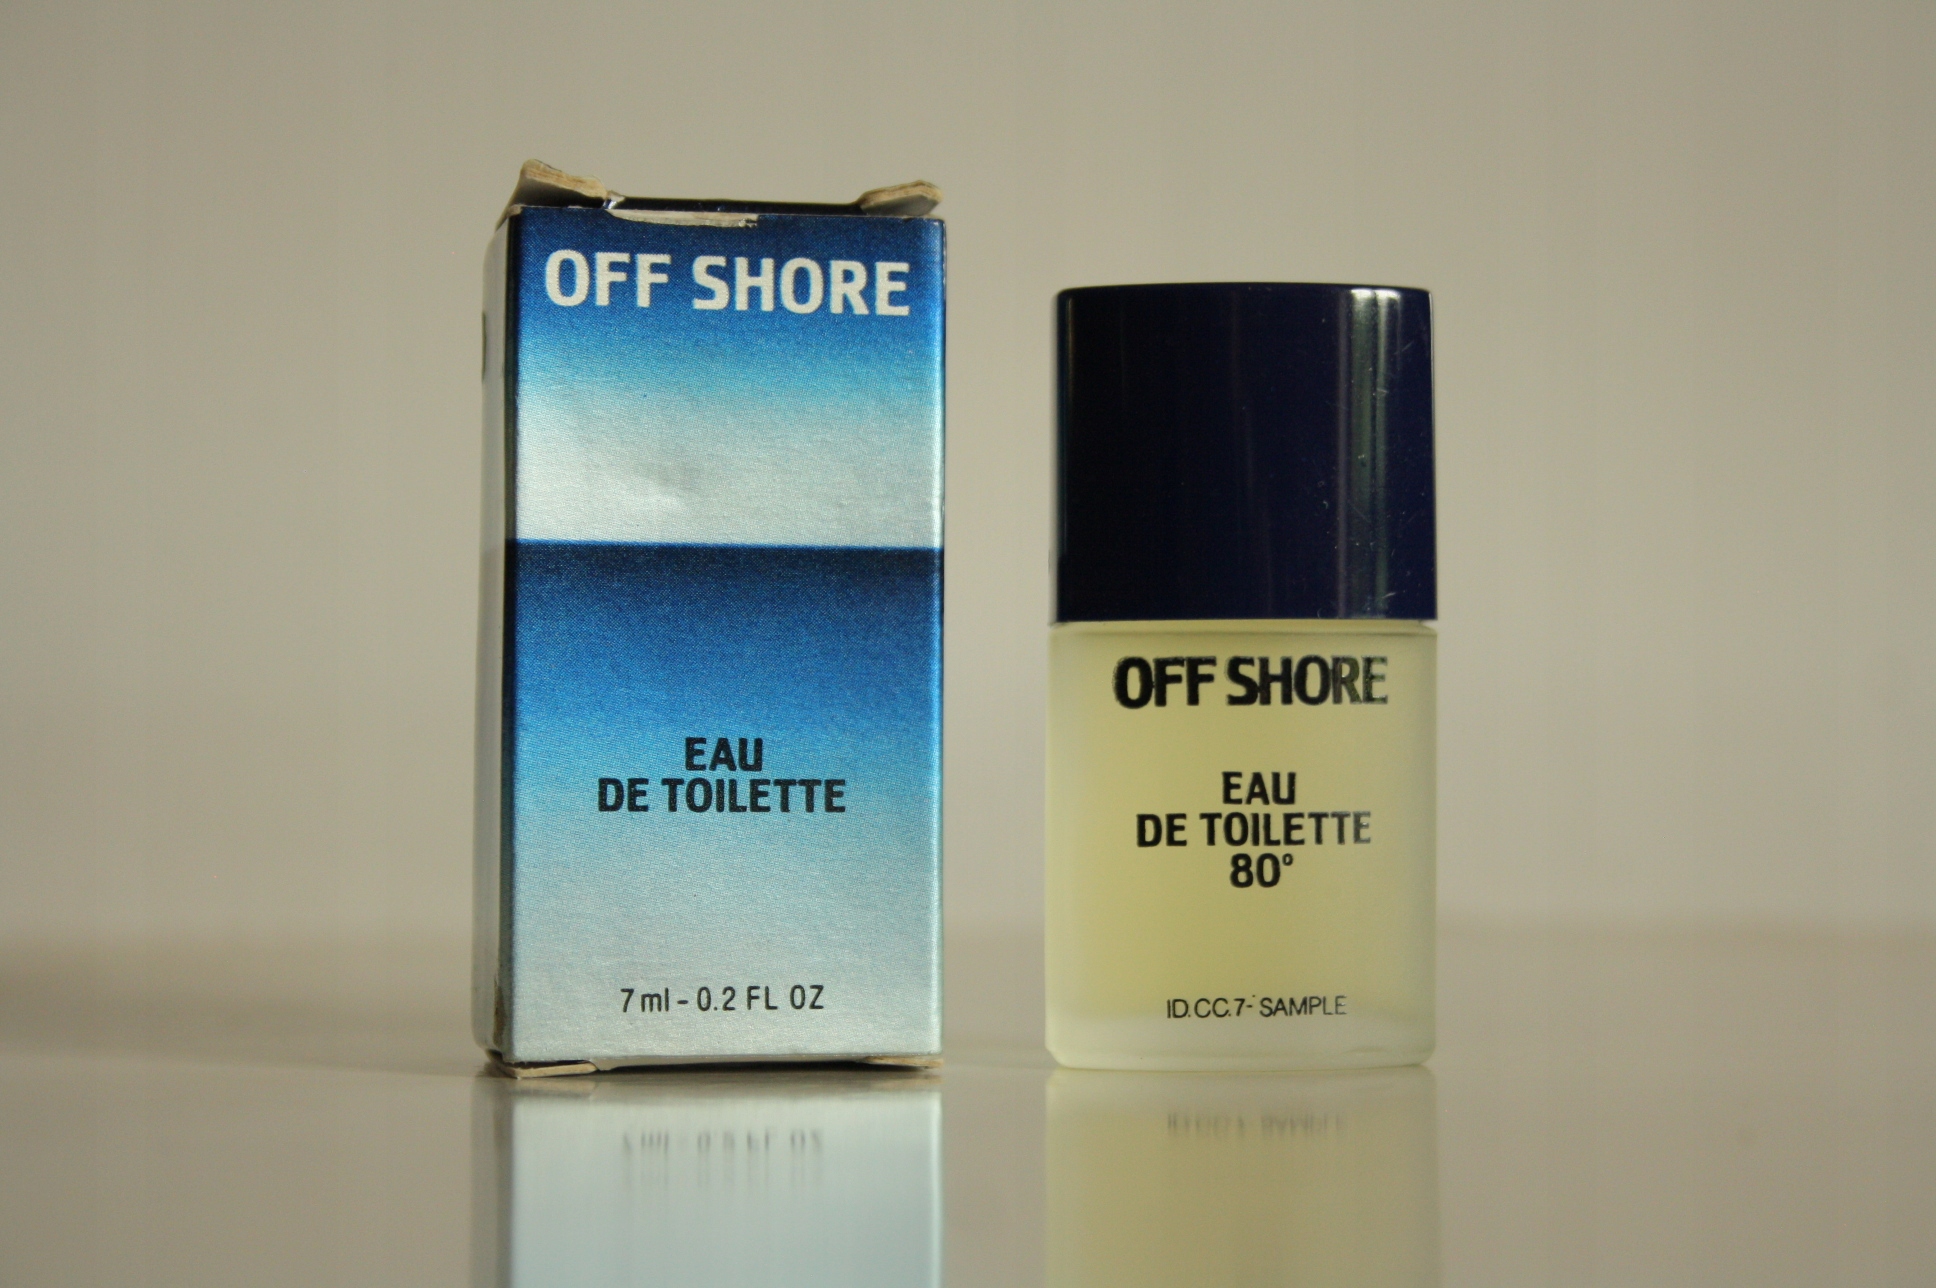 OFF SHORE
EAU
DE TOILETTE
7 ml - 0.2 FL OZ
OFF SHORE
EAU
DE TOILETTE
80°
ID.CC.7- SAMPLE